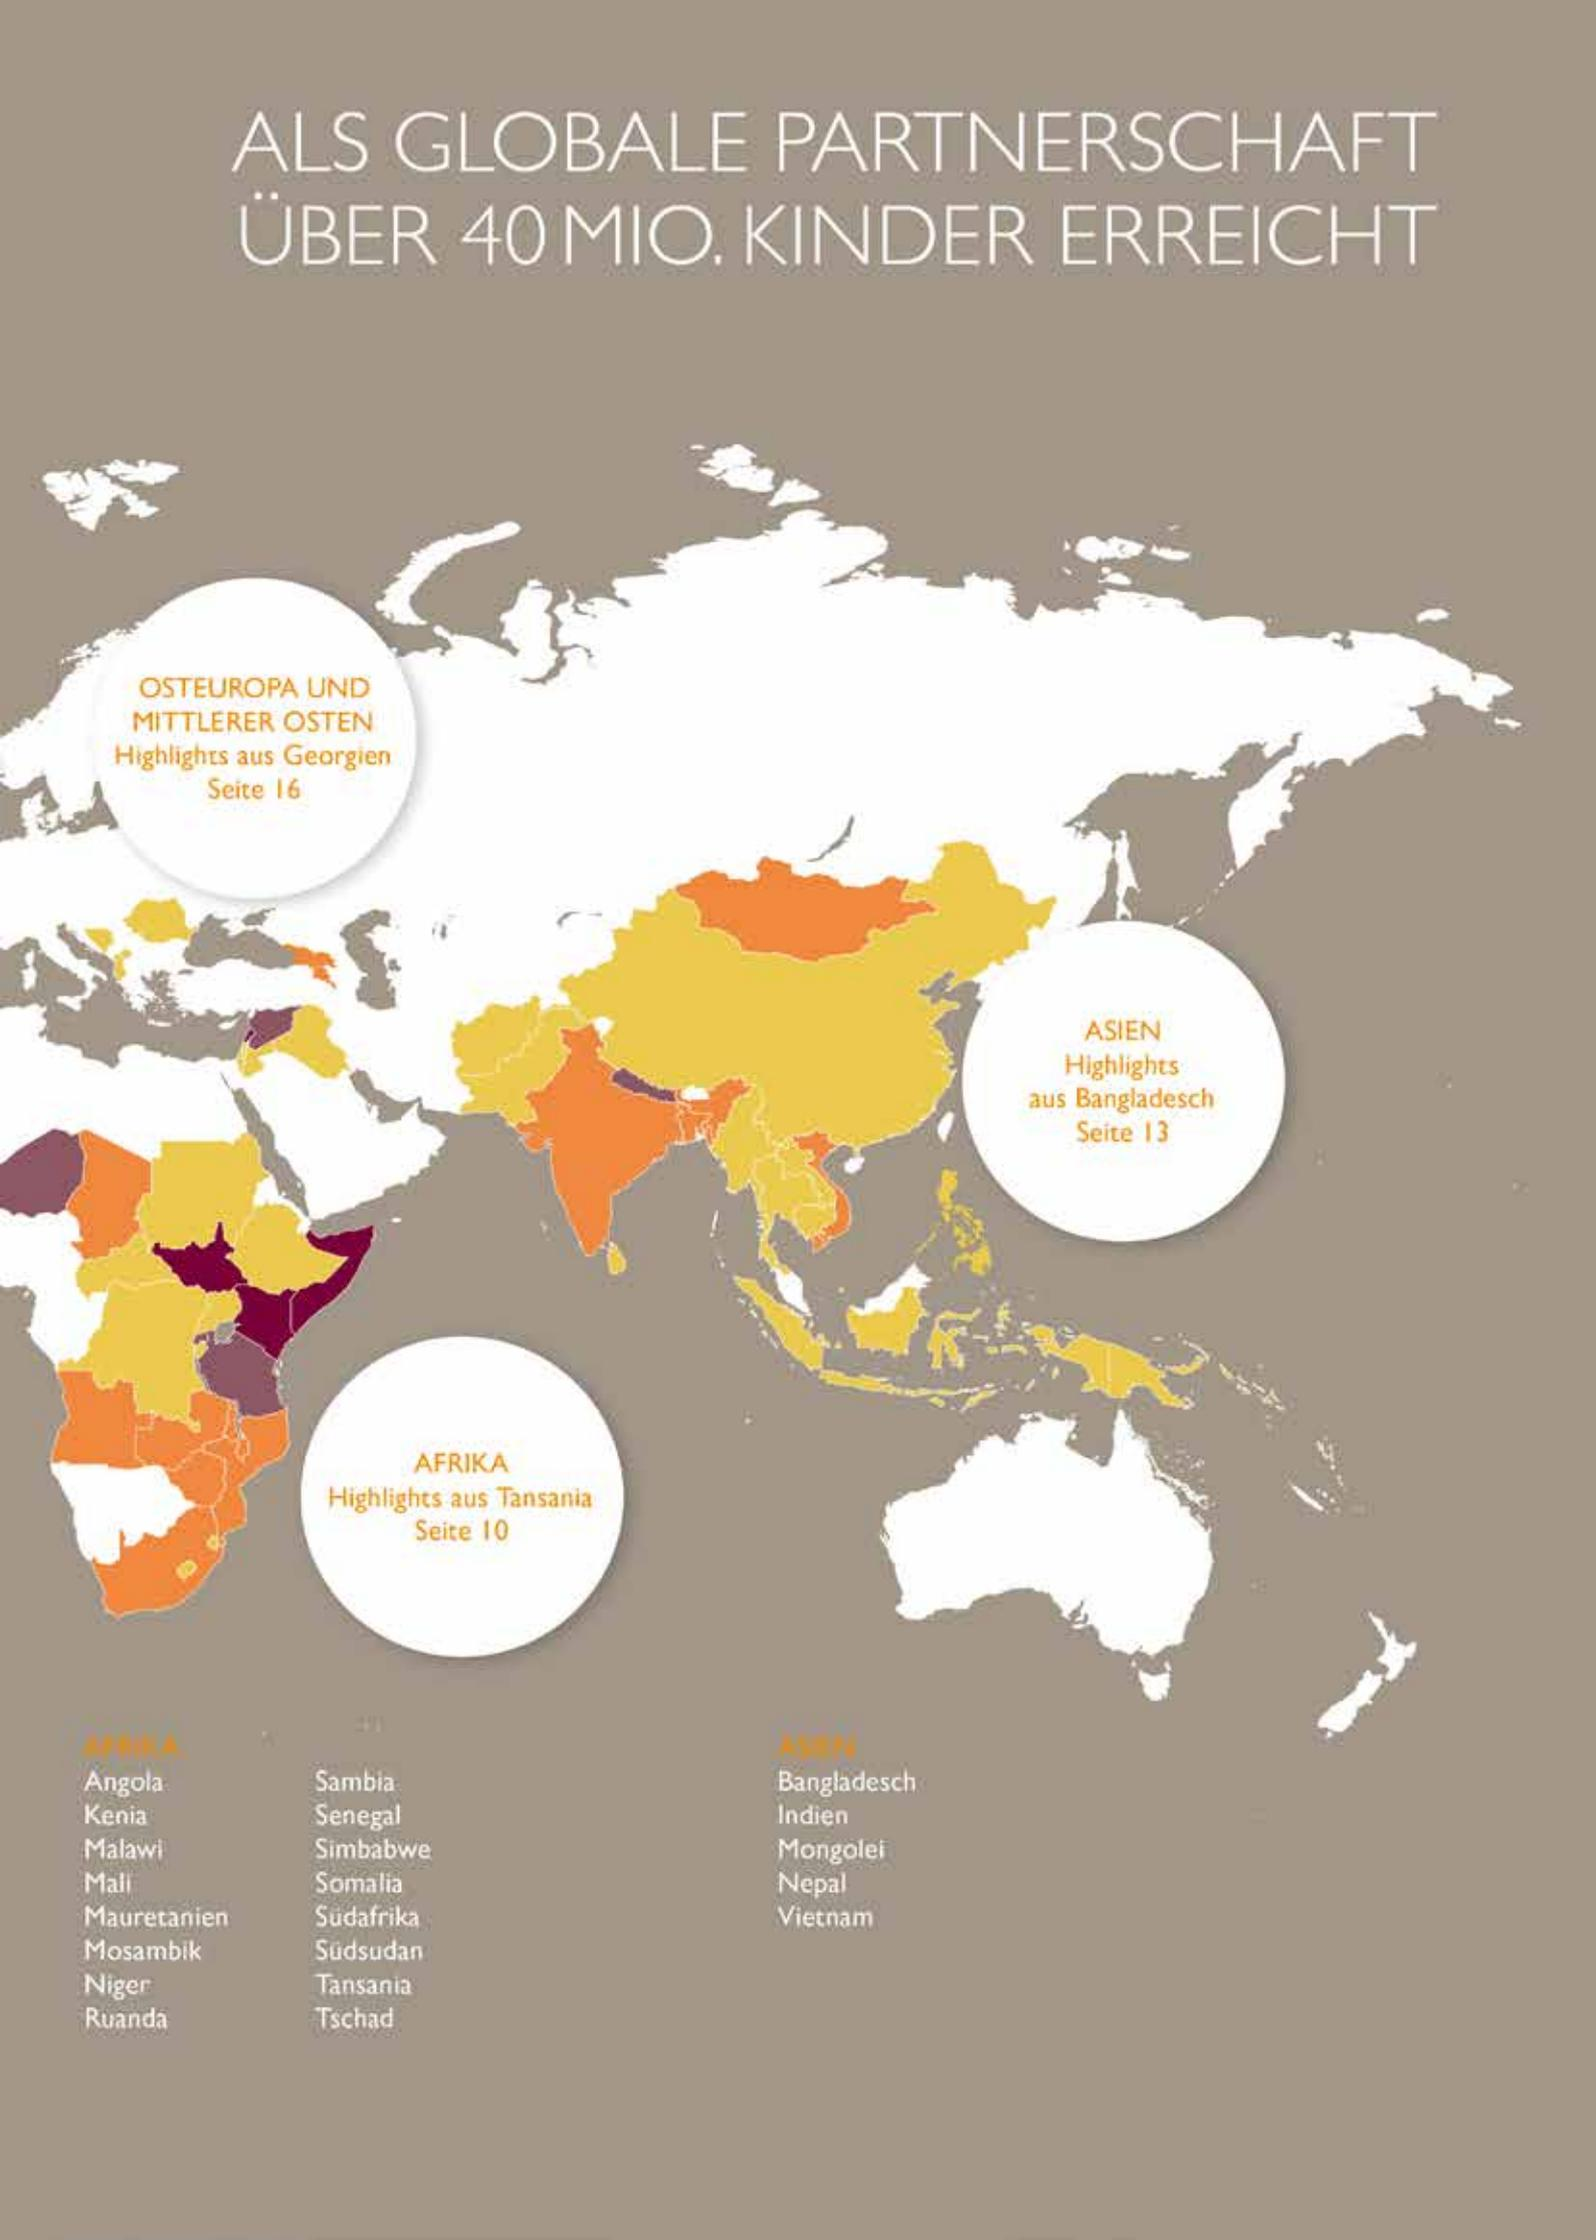 ALS GLOBALE PARTNERSCHAFT
ÜBER 40 MIO. KINDER ERREICHT
OSTEUROPA UND
MITTLERER OSTEN
Highlights aus Georgien
Seite 16
ASIEN
Highlights
aus Bangladesch
Seite 13
AFRIKA
Highlights aus Tansania
Seite 10
AFRIKA
Angola
Kenia
Malawi
Mali
Mauretanien
Mosambik
Niger
Ruanda
Sambia
Senegal
Simbabwe
Somalia
Südafrika
Südsudan
Tansania
Tschad
ASIEN
Bangladesch
Indien
Mongolei
Nepal
Vietnam